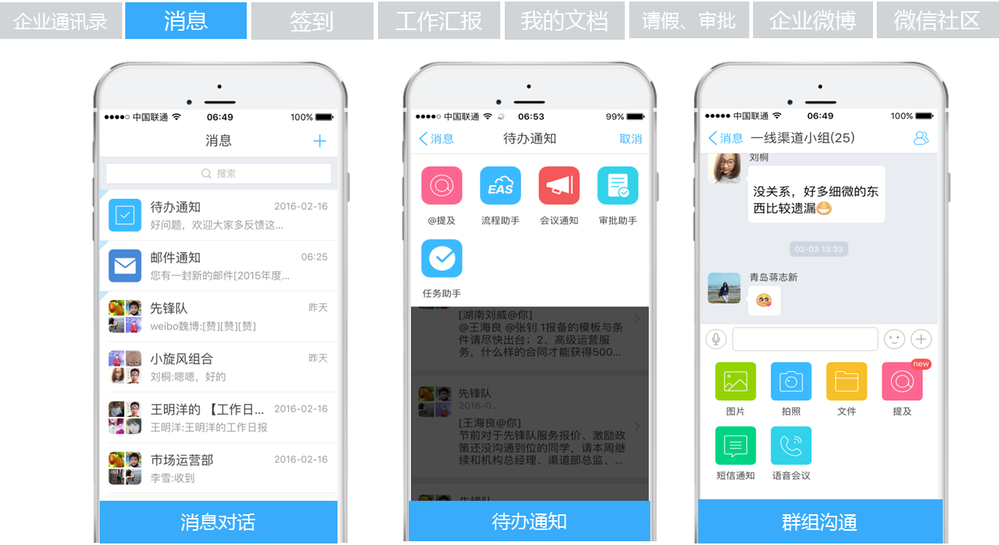 企业通讯录 消息 签到 工作汇报 我的文档 请假、审批 企业微博 微信社区
中国联通 06:49 100%
消息
搜索
待办通知 2016-02-16
好问题，欢迎大家多反馈这...
邮件通知 06:25
您有一封新的邮件[2015年度...
先锋队 昨天
weibo魏博:[赞][赞][赞]
小旋风组合 昨天
刘桐:嗯嗯，好的
王明洋的 【工作日... 2016-02-16
王明洋:王明洋的工作日报
市场运营部 2016-02-16
李雪:收到
消息对话
中国联通 06:53 99%
消息 待办通知 取消
EAS
@提及 流程助手 会议通知 审批助手
任务助手
[湖南刘威@你]
@王海良 @张钊 1报备的模板与条
件请尽快出台；2、高级运营服
务，什么样的合同才能获得500...
先锋队
2016-0...
[王海良@你]
节前对于先锋队服务报价、激励政
策还没沟通到位的同学，请本周继
续和机构总经理、渠道部总监、...
先锋队
待办通知
中国联通 06:49 100%
消息 一线渠道小组(25)
刘桐
没关系，好多细微的东
西比较遗漏
02-03 13:33
青岛蒋志新
new
图片 拍照 文件 提及
短信通知 语音会议
群组沟通